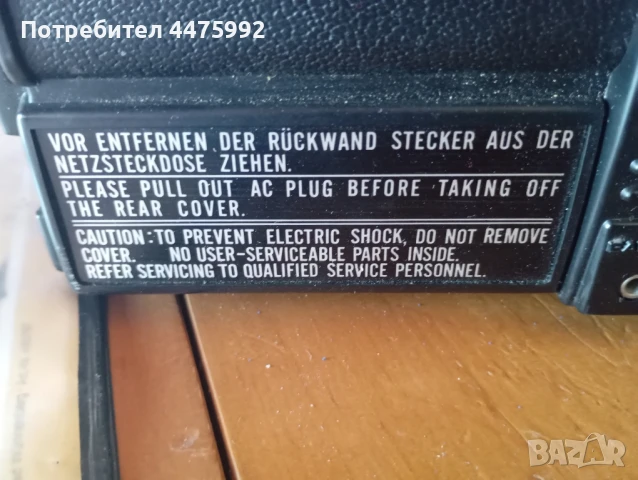 Потребител 4475992
VOR ENTFERNEN DER RÜCKWAND STECKER AUS DER
NETZSTECKDOSE ZIEHEN.
PLEASE PULL OUT AC PLUG BEFORE TAKING OFF
THE REAR COVER.
CAUTION: TO PREVENT ELECTRIC SHOCK, DO NOT REMOVE
COVER. NO USER-SERVICEABLE PARTS INSIDE.
REFER SERVICING TO QUALIFIED SERVICE PERSONNEL.
BAZAR